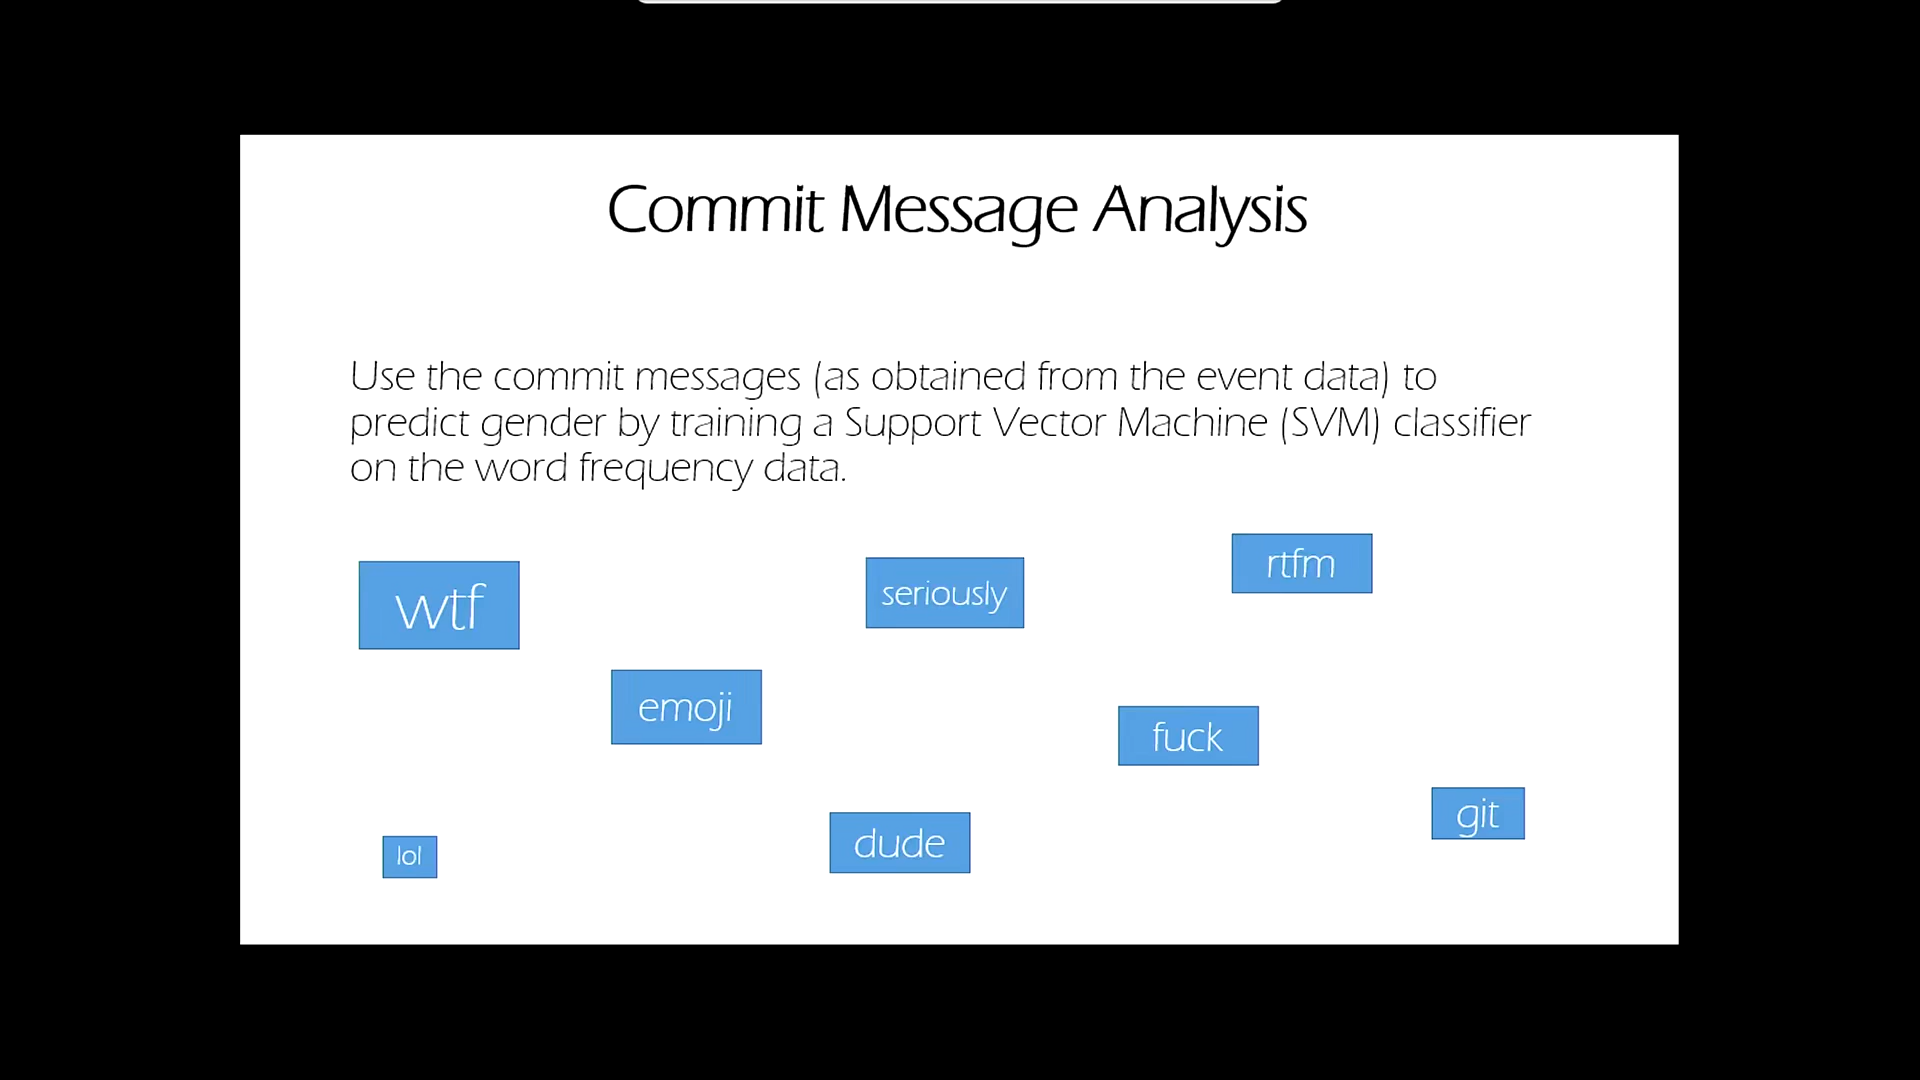 Commit Message Analysis
Use the commit messages (as obtained from the event data) to
predict gender by training a Support Vector Machine (SVM) classifier
on the word frequency data.
wtf
seriously
rtfm
emoji
fuck
git
lol
dude